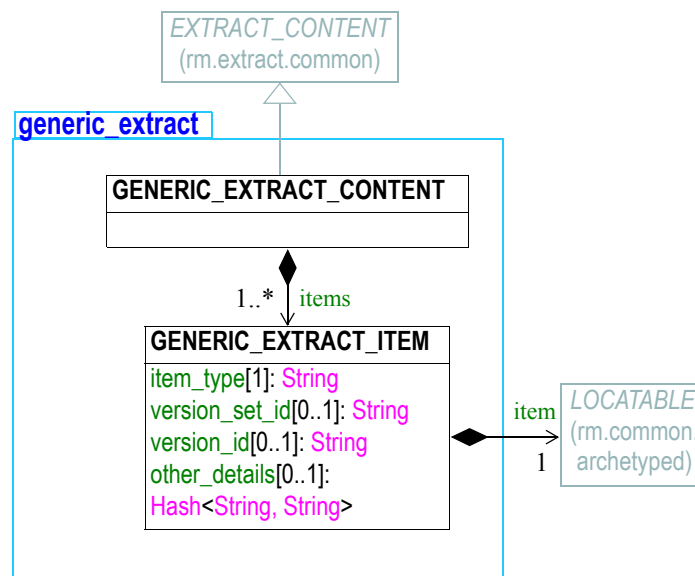 EXTRACT_CONTENT
(rm.extract.common)
generic_extract
GENERIC_EXTRACT_CONTENT
1..* items
GENERIC_EXTRACT_ITEM
item_type[1]: String
version_set_id[0..1]: String
version_id[0..1]: String
other_details[0..1]:
Hash<String, String>
item
1
LOCATABLE
(rm.common.
archetyped)